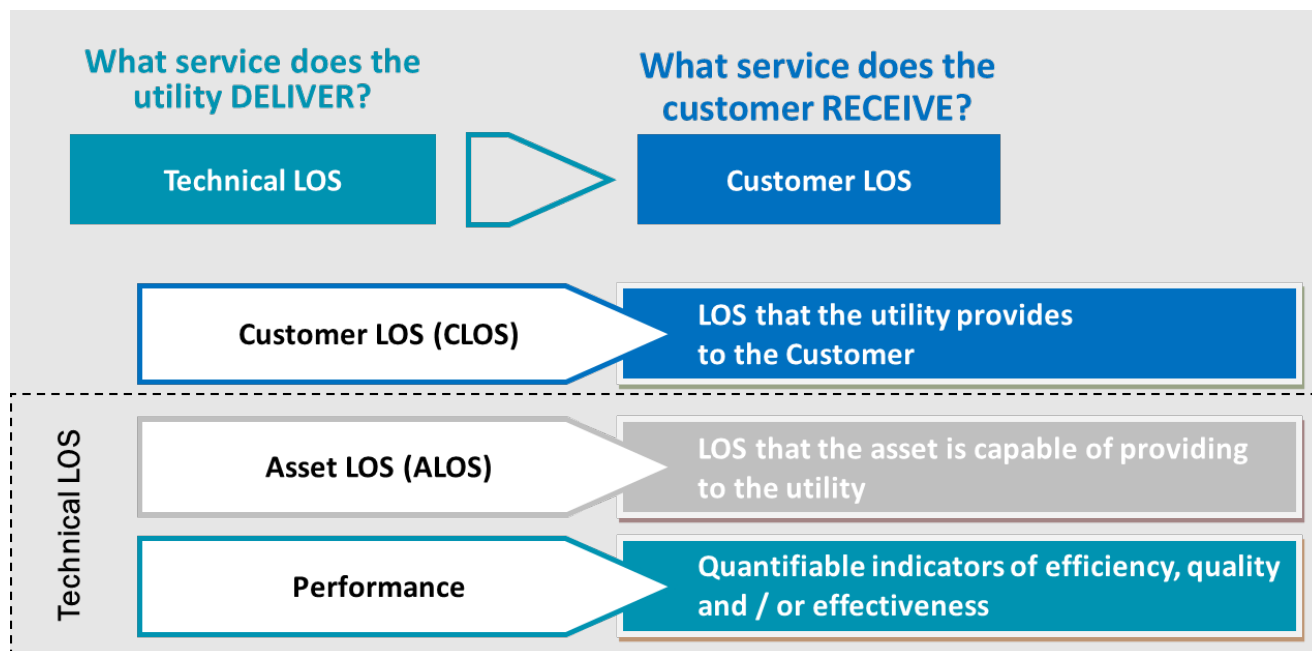 What service does the
utility DELIVER?
What service does the
customer RECEIVE?
Technical LOS
Customer LOS
Customer LOS (CLOS)
LOS that the utility provides
to the Customer
Technical LOS
Asset LOS (ALOS)
LOS that the asset is capable of providing
to the utility
Performance
Quantifiable indicators of efficiency, quality
and / or effectiveness